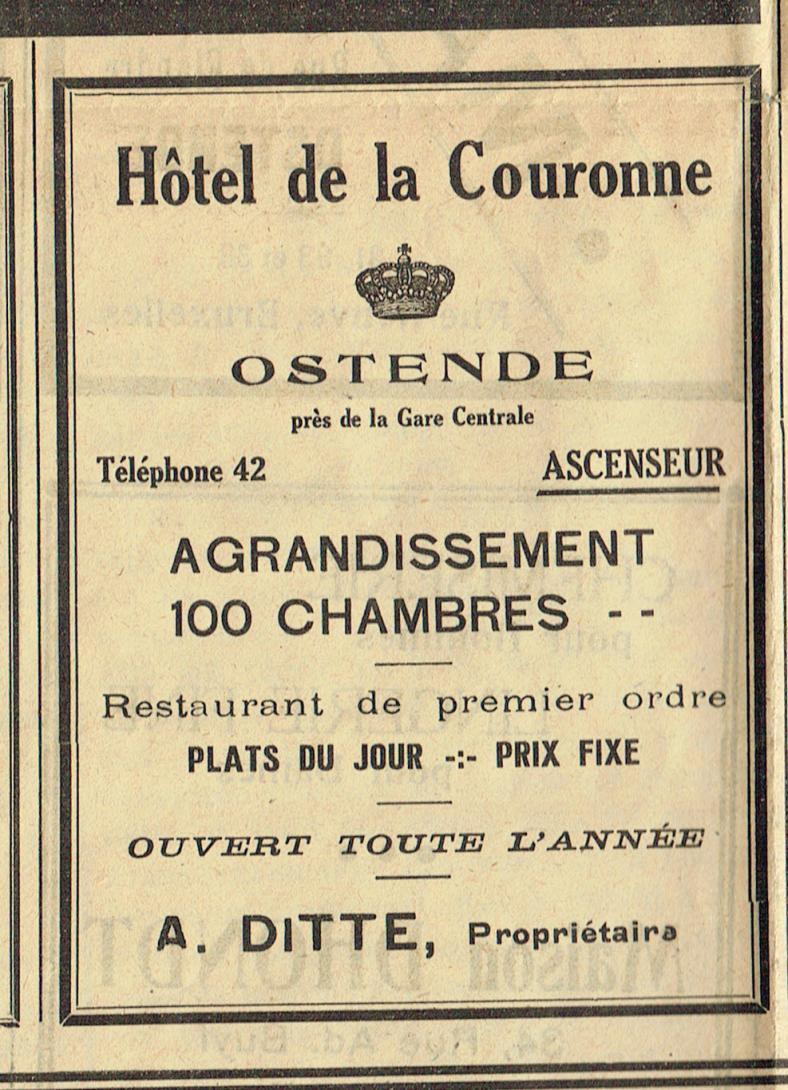 Hôtel de la Couronne
OSTENDE
près de la Gare Centrale
Téléphone 42
ASCENSEUR
AGRANDISSEMENT
100 CHAMBRES - -
Restaurant de premier ordre
PLATS DU JOUR -:- PRIX FIXE
OUVERT TOUTE L'ANNÉE
A. DITTE, Propriétaire